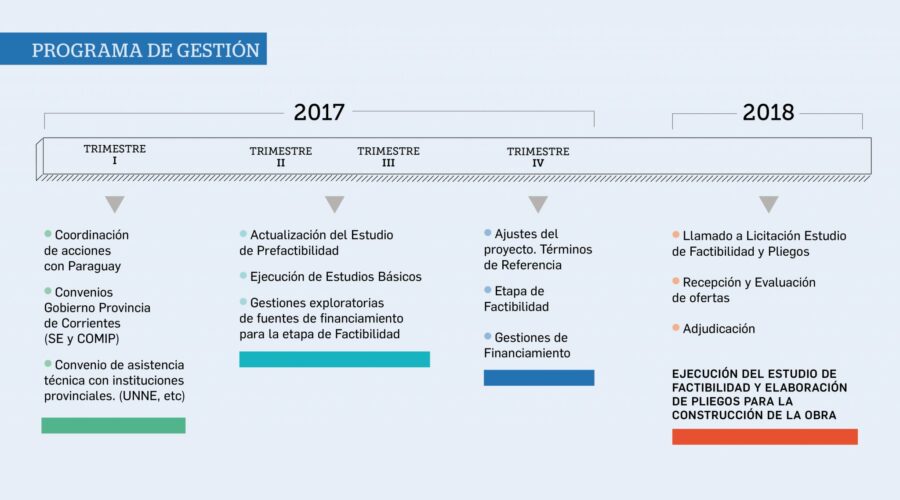 PROGRAMA DE GESTIÓN
2017
2018
TRIMESTRE
I
TRIMESTRE
II
TRIMESTRE
III
TRIMESTRE
IV
Coordinación
de acciones
con Paraguay
Convenios
Gobierno Provincia
de Corrientes
(SE y COMIP)
Convenio de asistencia
técnica con instituciones
provinciales. (UNNE, etc)
Actualización del Estudio
de Prefactibilidad
Ejecución de Estudios Básicos
Gestiones exploratorias
de fuentes de financiamiento
para la etapa de Factibilidad
Ajustes del
proyecto. Términos
de Referencia
Etapa de
Factibilidad
Gestiones de
Financiamiento
Llamado a Licitación Estudio
de Factibilidad y Pliegos
Recepción y Evaluación
de ofertas
Adjudicación
EJECUCIÓN DEL ESTUDIO DE
FACTIBILIDAD Y ELABORACIÓN
DE PLIEGOS PARA LA
CONSTRUCCIÓN DE LA OBRA